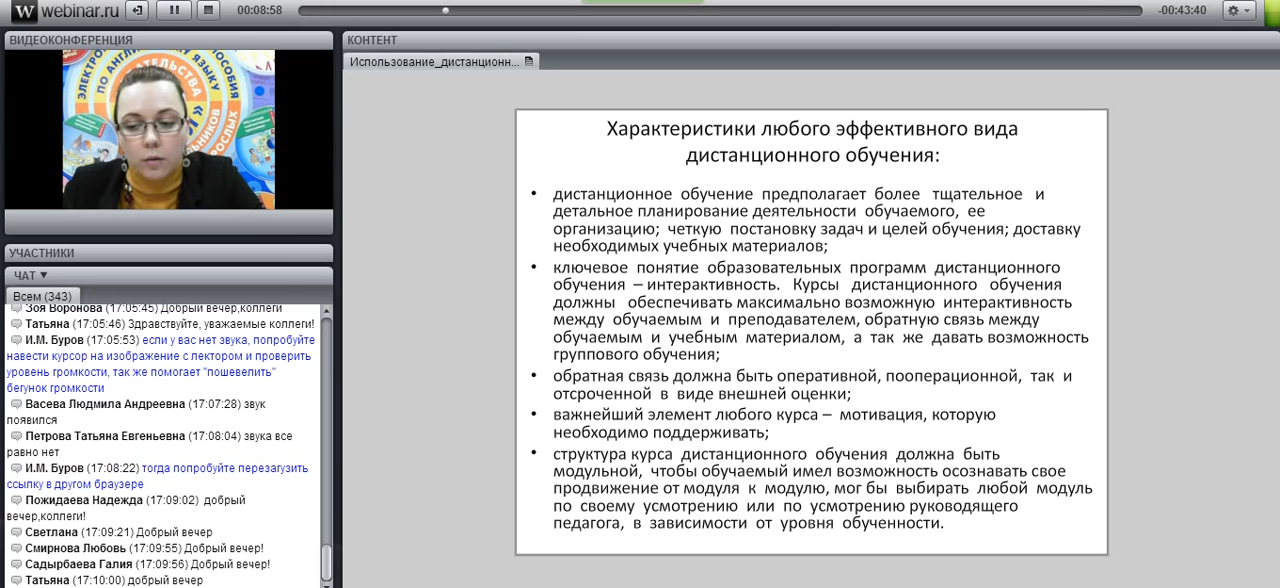 webinar.ru
00:08:58
-00:43:40
ВИДЕОКОНФЕРЕНЦИЯ
ЭЛЕКТРОН
ПО АНГЛИ
ЯЗЫКУ
ПОСОБИЯ
УЧАСТНИКИ
ЧАТ
Всем (343)
Зоя Воронова (17:05:45) Добрый вечер,коллеги
Татьяна (17:05:46) Здравствуйте, уважаемые коллеги!
И.М. Буров (17:05:53) если у вас нет звука, попробуйте
навести курсор на изображение с лектором и проверить
уровень громкости, так же помогает "пошевелить"
бегунок громкости
Васева Людмила Андреевна (17:07:28) звук
появился
Петрова Татьяна Евгеньевна (17:08:04) звука все
равно нет
И.М. Буров (17:08:22) тогда попробуйте перезагузить
ссылку в другом браузере
Пожидаева Надежда (17:09:02) добрый
вечер,коллеги!
Светлана (17:09:21) Добрый вечер
Смирнова Любовь (17:09:55) Добрый вечер!
Садырбаева Галия (17:09:56) Добрый вечер!
Татьяна (17:10:00) добрый вечер
КОНТЕНТ
Использование_дистанционн...
Характеристики любого эффективного вида
дистанционного обучения:
• дистанционное обучение предполагает более тщательное и
детальное планирование деятельности обучаемого, ее
организацию; четкую постановку задач и целей обучения; доставку
необходимых учебных материалов;
• ключевое понятие образовательных программ дистанционного
обучения – интерактивность. Курсы дистанционного обучения
должны обеспечивать максимально возможную интерактивность
между обучаемым и преподавателем, обратную связь между
обучаемым и учебным материалом, а так же давать возможность
группового обучения;
• обратная связь должна быть оперативной, пооперационной, так и
отсроченной в виде внешней оценки;
• важнейший элемент любого курса – мотивация, которую
необходимо поддерживать;
• структура курса дистанционного обучения должна быть
модульной, чтобы обучаемый имел возможность осознавать свое
продвижение от модуля к модулю, мог бы выбирать любой модуль
по своему усмотрению или по усмотрению руководящего
педагога, в зависимости от уровня обученности.